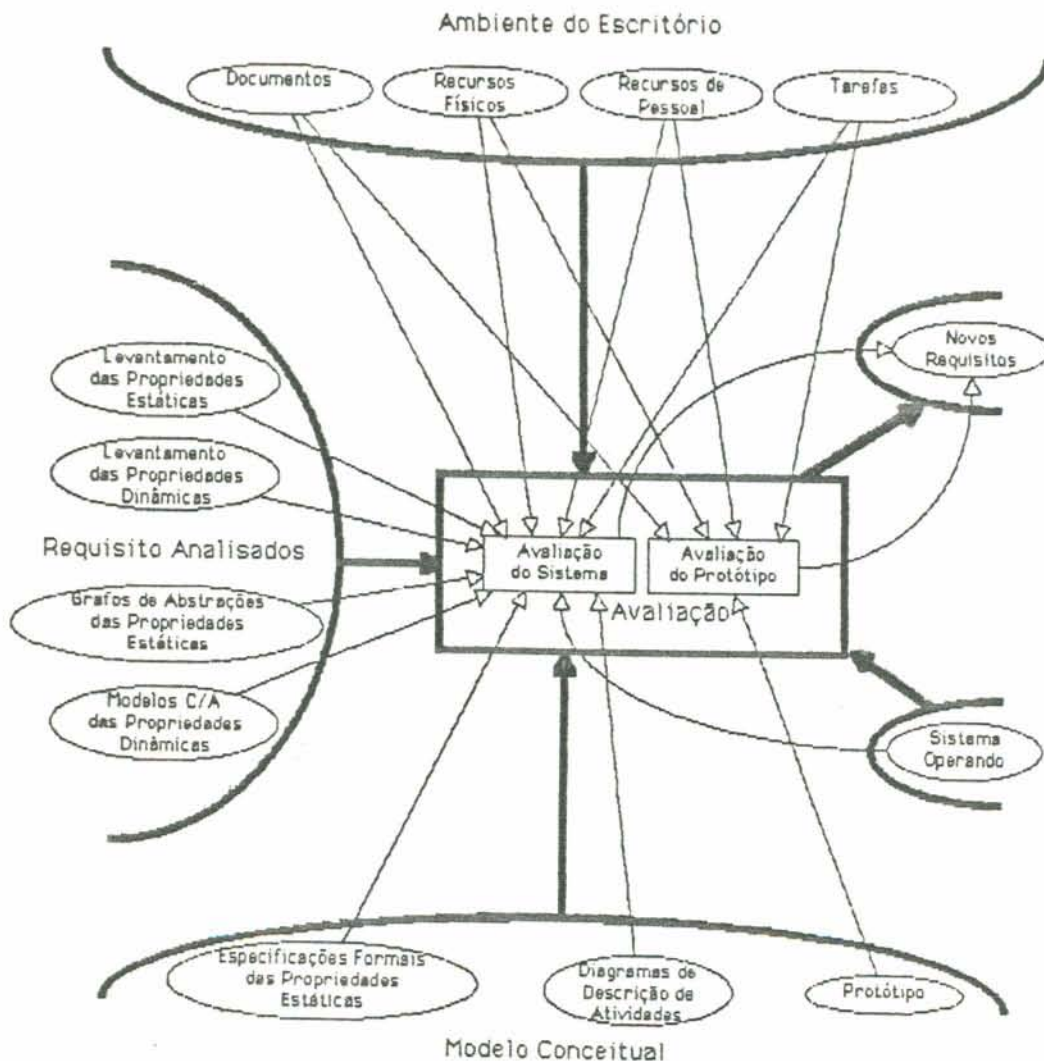 Ambiente do Escritório
Documentos
Recursos
Físicos
Recursos de
Pessoal
Tarefas
Novos
Requisitos
Levantamento
das Propriedades
Estáticas
Levantamento
das Propriedades
Dinâmicas
Requisito Analisados
Grafos de Abstrações
das Propriedades
Estáticas
Modelos C/A
das Propriedades
Dinâmicas
Avaliação
do Sistema
Avaliação
do Protótipo
Avaliação
Sistema
Operando
Especificações Formais
das Propriedades
Estáticas
Diagramas de
Descrição de
Atividades
Protótipo
Modelo Conceitual